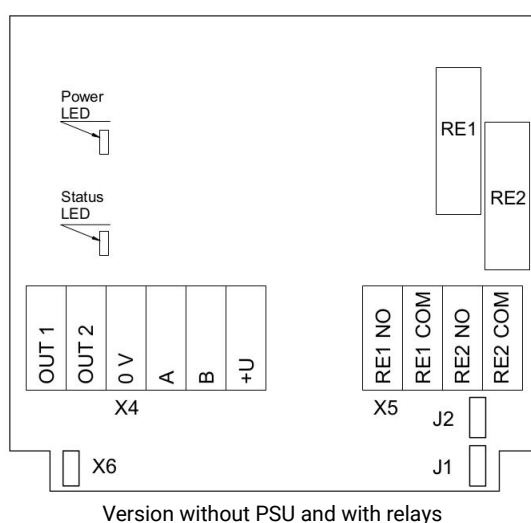 Power
LED
Status
LED
RE1
RE2
OUT 1
OUT 2
0 V
A
B
+U
RE1 NO
RE1 COM
RE2 NO
RE2 COM
X4
X5
J2
X6
J1
Version without PSU and with relays